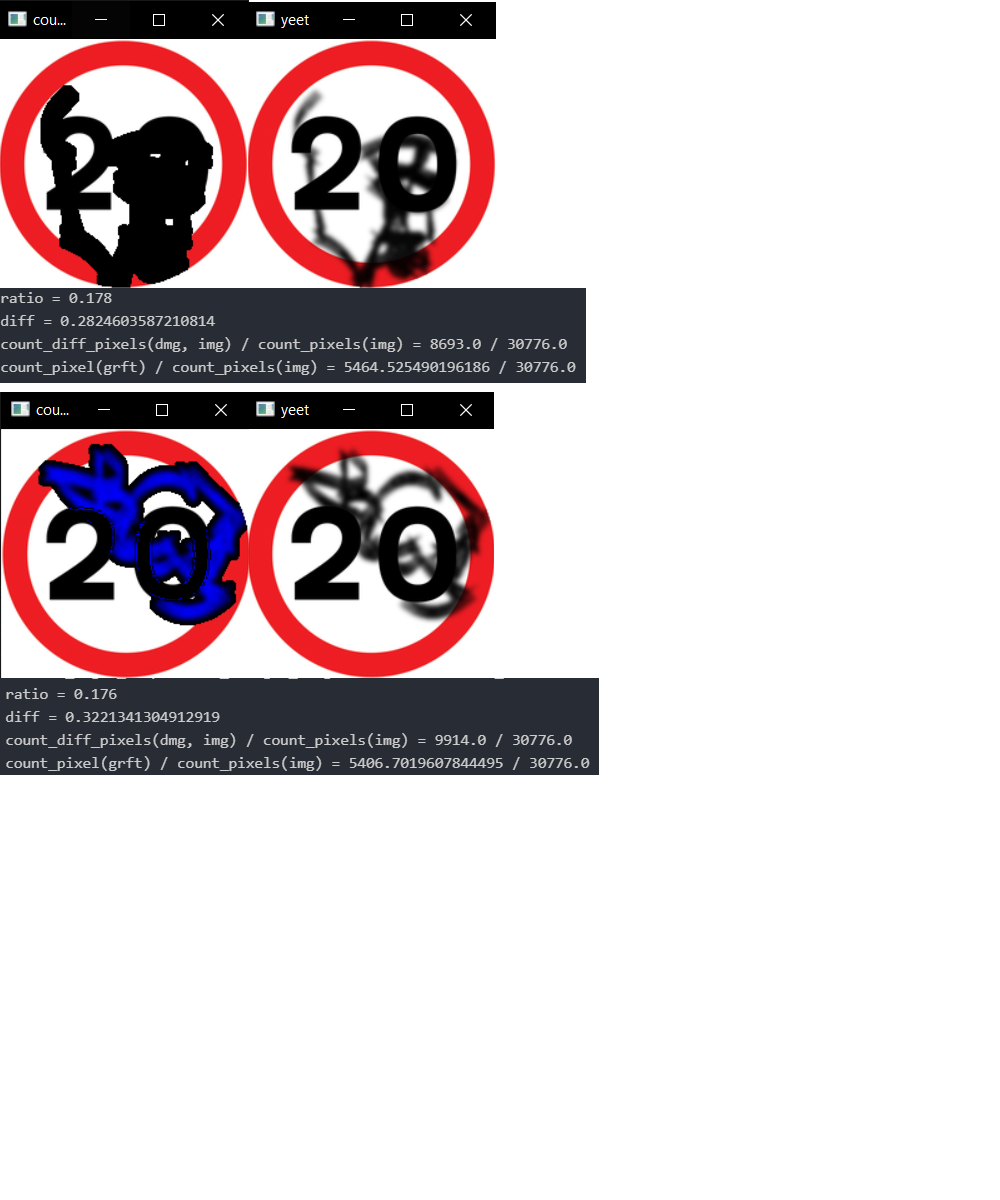 cou... yeet
20 20
ratio = 0.178
diff = 0.2824603587210814
count_diff_pixels(dmg, img) / count_pixels(img) = 8693.0 / 30776.0
count_pixel(grft) / count_pixels(img) = 5464.525490196186 / 30776.0
cou... yeet
20 20
ratio = 0.176
diff = 0.3221341304912919
count_diff_pixels(dmg, img) / count_pixels(img) = 9914.0 / 30776.0
count_pixel(grft) / count_pixels(img) = 5406.7019607844495 / 30776.0